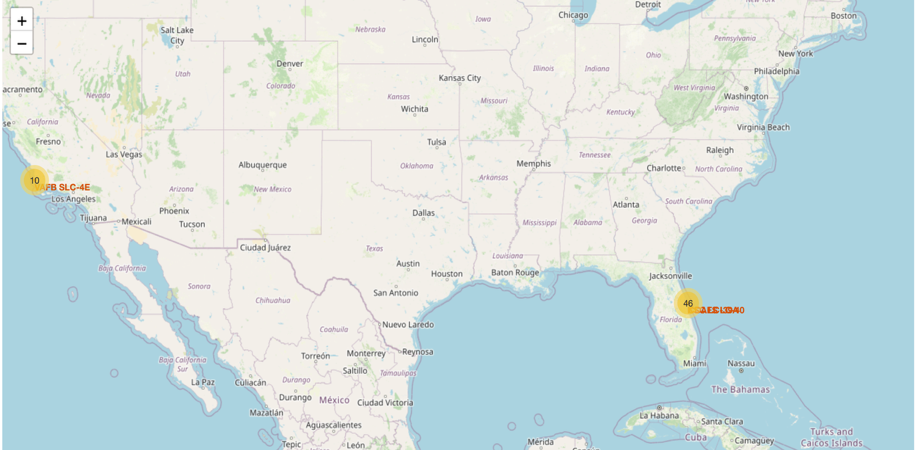 +
−
Iowa
Chicago
Detroit
Boston
Salt Lake
City
Nebraska
Lincoln
New York
Pennsylvania
Denver
Utah
Ohio
Illinois
Indiana
Philadelphia
Kansas City
Colorado
acramento
Nevada
Kansas
Missouri
West Virginia
Washington
Wichita
Kentucky
Virginia
California
Virginia Beach
Fresno
Las Vegas
Tulsa
Raleigh
Tennessee
Memphis
Albuquerque
Oklahoma
Charlotte
North Carolina
10
SLC-4E
Arizona
New Mexico
Arkansas
Los Angeles
South Carolina
Atlanta
Phoenix
Dallas
Tijuana
Mexicali
Tucson
Mississippi
Alabama
Georgia
Ciudad Juárez
Texas
Louisiana
Austin
Baja California
Houston
Baton Rouge
Jacksonville
Sonora
San Antonio
Chihuahua
46
Florida
Nuevo Laredo
Coahuila
Torreón
Monterrey
Reynosa
Baja California
Sur
Saltillo
Miami
Nassau
Tamaulipas
La Paz
Culiacán
Durango
The Bahamas
Durango
México
Ciudad Victoria
Mazatlán
La Habana
Santa Clara
Aguascalientes
Turks and
Caicos Islands
Cuba
Tepic
León
Mérida
Camagüey